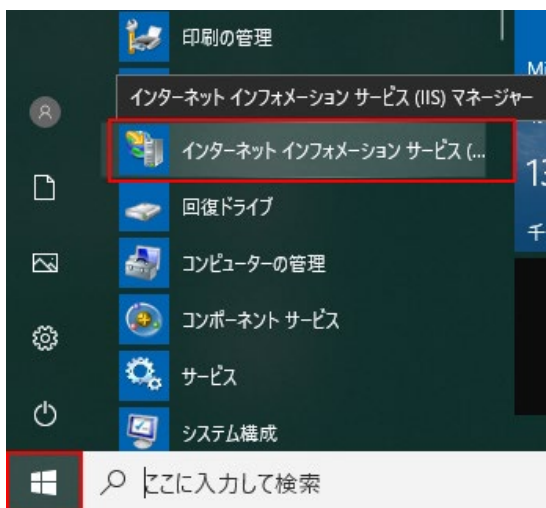 印刷の管理
インターネット インフォメーション サービス (IIS) マネージャー
インターネット インフォメーション サービス (...
回復ドライブ
コンピューターの管理
コンポーネント サービス
サービス
システム構成
ここに入力して検索
Mi
13
千